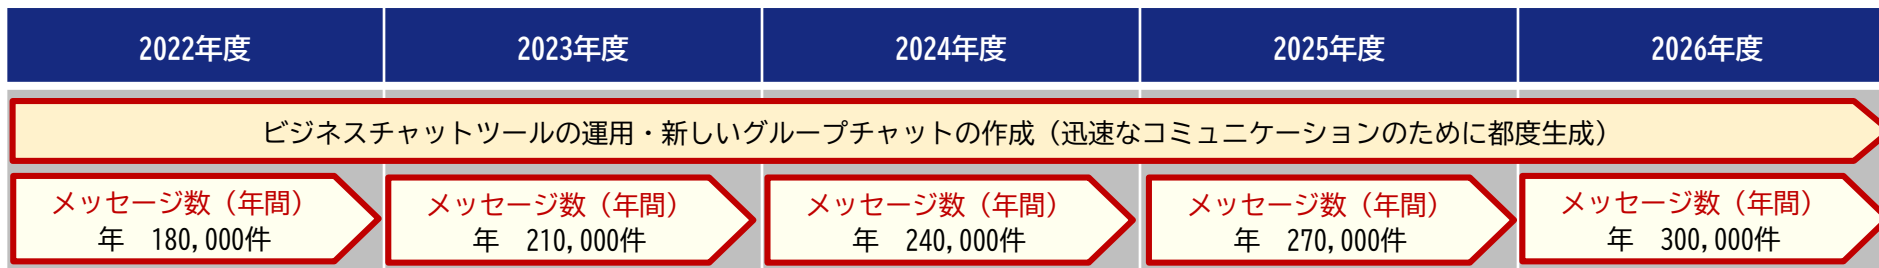 2022年度 2023年度 2024年度 2025年度 2026年度
ビジネスチャットツールの運用・新しいグループチャットの作成（迅速なコミュニケーションのために都度生成）
メッセージ数（年間） メッセージ数（年間） メッセージ数（年間） メッセージ数（年間） メッセージ数（年間）
年　180,000件 年　210,000件 年　240,000件 年　270,000件 年　300,000件